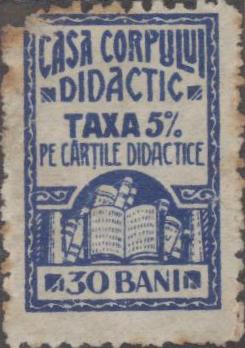 CASA CORPULUI
DIDACTIC
TAXA 5%
PE CĂRȚILE DIDACTICE
30 BANI